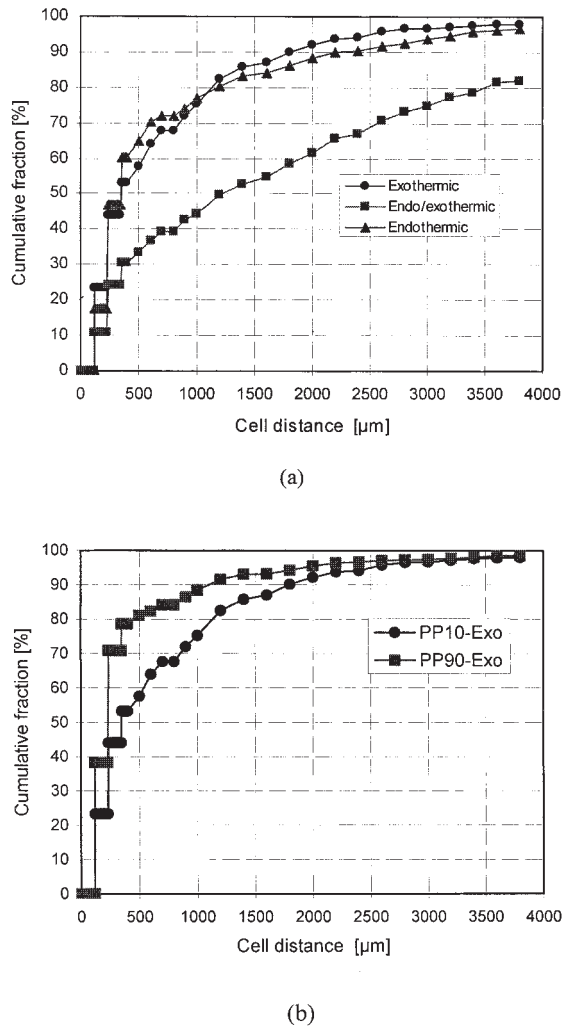 100
90
80
70
60
50
40
30
20
10
0
Cumulative fraction [%]
Exothermic
Endo/exothermic
Endothermic
0 500 1000 1500 2000 2500 3000 3500 4000
Cell distance [µm]
(a)
100
90
80
70
60
50
40
30
20
10
0
Cumulative fraction [%]
PP10-Exo
PP90-Exo
0 500 1000 1500 2000 2500 3000 3500 4000
Cell distance [µm]
(b)